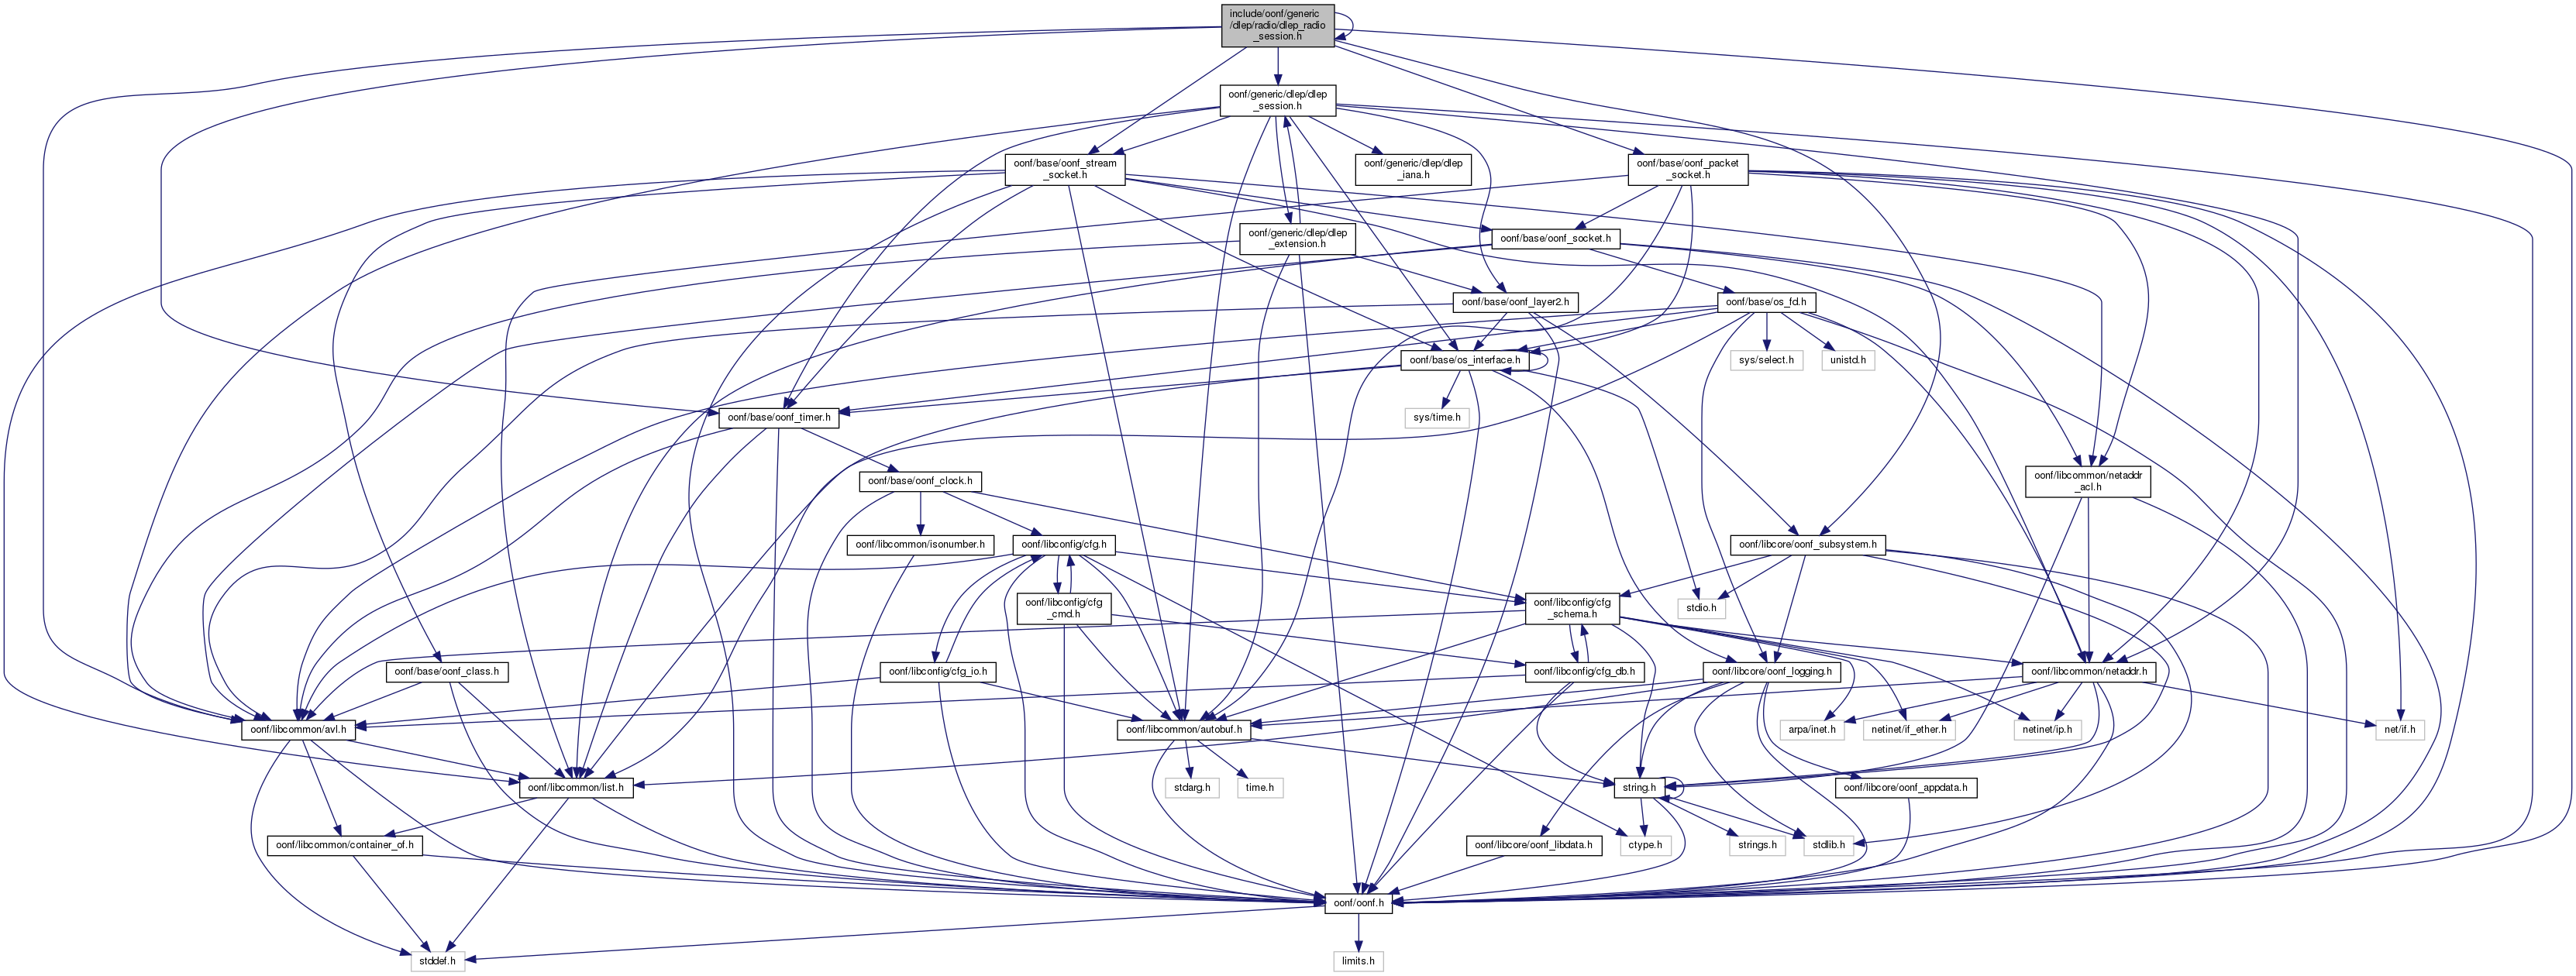 include/oonf/generic
/dlep/radio/dlep_radio
_session.h
oonf/generic/dlep/dlep
_session.h
oonf/base/oonf_stream
_socket.h
oonf/generic/dlep/dlep
_iana.h
oonf/base/oonf_packet
_socket.h
oonf/generic/dlep/dlep
_extension.h
oonf/base/oonf_socket.h
oonf/base/oonf_layer2.h
oonf/base/os_fd.h
oonf/base/os_interface.h
sys/select.h
unistd.h
oonf/base/oonf_timer.h
sys/time.h
oonf/base/oonf_clock.h
oonf/libcommon/netaddr
_acl.h
oonf/libcommon/isonumber.h
oonf/libconfig/cfg.h
oonf/libcore/oonf_subsystem.h
oonf/libconfig/cfg
_cmd.h
oonf/libconfig/cfg
_schema.h
stdio.h
oonf/base/oonf_class.h
oonf/libconfig/cfg_io.h
oonf/libconfig/cfg_db.h
oonf/libcore/oonf_logging.h
oonf/libcommon/netaddr.h
oonf/libcommon/avl.h
oonf/libcommon/autobuf.h
arpa/inet.h
netinet/if_ether.h
netinet/ip.h
net/if.h
oonf/libcommon/list.h
stdarg.h
time.h
string.h
oonf/libcore/oonf_appdata.h
oonf/libcommon/container_of.h
oonf/libcore/oonf_libdata.h
ctype.h
strings.h
stdlib.h
oonf/oonf.h
stddef.h
limits.h